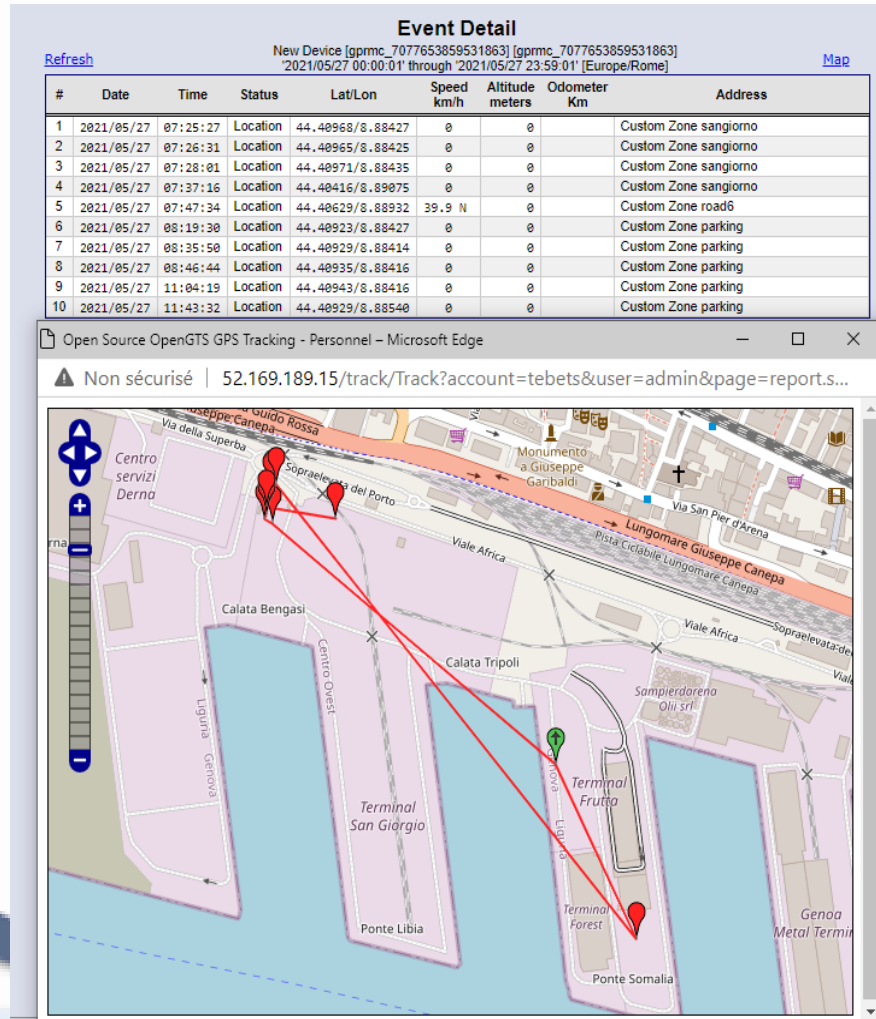 Event Detail
New Device [gprmc_7077653859531863] [gprmc_7077653859531863]
Refresh '2021/05/27 00:00:01' through '2021/05/27 23:59:01' [Europe/Rome] Map
# Date Time Status Lat/Lon Speed km/h Altitude meters Odometer Km Address
1 2021/05/27 07:25:27 Location 44.40968/8.88427 0 0 Custom Zone sangiorno
2 2021/05/27 07:26:31 Location 44.40965/8.88425 0 0 Custom Zone sangiorno
3 2021/05/27 07:28:01 Location 44.40971/8.88435 0 0 Custom Zone sangiorno
4 2021/05/27 07:37:16 Location 44.40416/8.89075 0 0 Custom Zone sangiorno
5 2021/05/27 07:47:34 Location 44.40629/8.88932 39.9 N 0 Custom Zone road6
6 2021/05/27 08:19:30 Location 44.40923/8.88427 0 0 Custom Zone parking
7 2021/05/27 08:35:50 Location 44.40929/8.88414 0 0 Custom Zone parking
8 2021/05/27 08:46:44 Location 44.40935/8.88416 0 0 Custom Zone parking
9 2021/05/27 11:04:19 Location 44.40943/8.88416 0 0 Custom Zone parking
10 2021/05/27 11:43:32 Location 44.40929/8.88540 0 0 Custom Zone parking
Open Source OpenGTS GPS Tracking - Personnel – Microsoft Edge
Non sécurisé | 52.169.189.15/track/Track?account=tebets&user=admin&page=report.s...
Giuseppe Canepa
Guido Rossa
Via della Superba
Centro
servizi
Derna
Sopraelevata del Porto
Monumento
a Giuseppe
Garibaldi
Via San Pier d'Arena
Lungomare Giuseppe Canepa
Pista Ciclabile Lungomare Canepa
Viale Africa
Calata Bengasi
Centro Ovest
Viale Africa
Sopraelevata del
Viale
Calata Tripoli
Sampierdarena
Olii srl
Liguria
Genova
Genova
Liguria
Terminal
Frutta
Terminal
San Giorgio
Terminal
Forest
Genoa
Metal Termin
Ponte Libia
Ponte Somalia